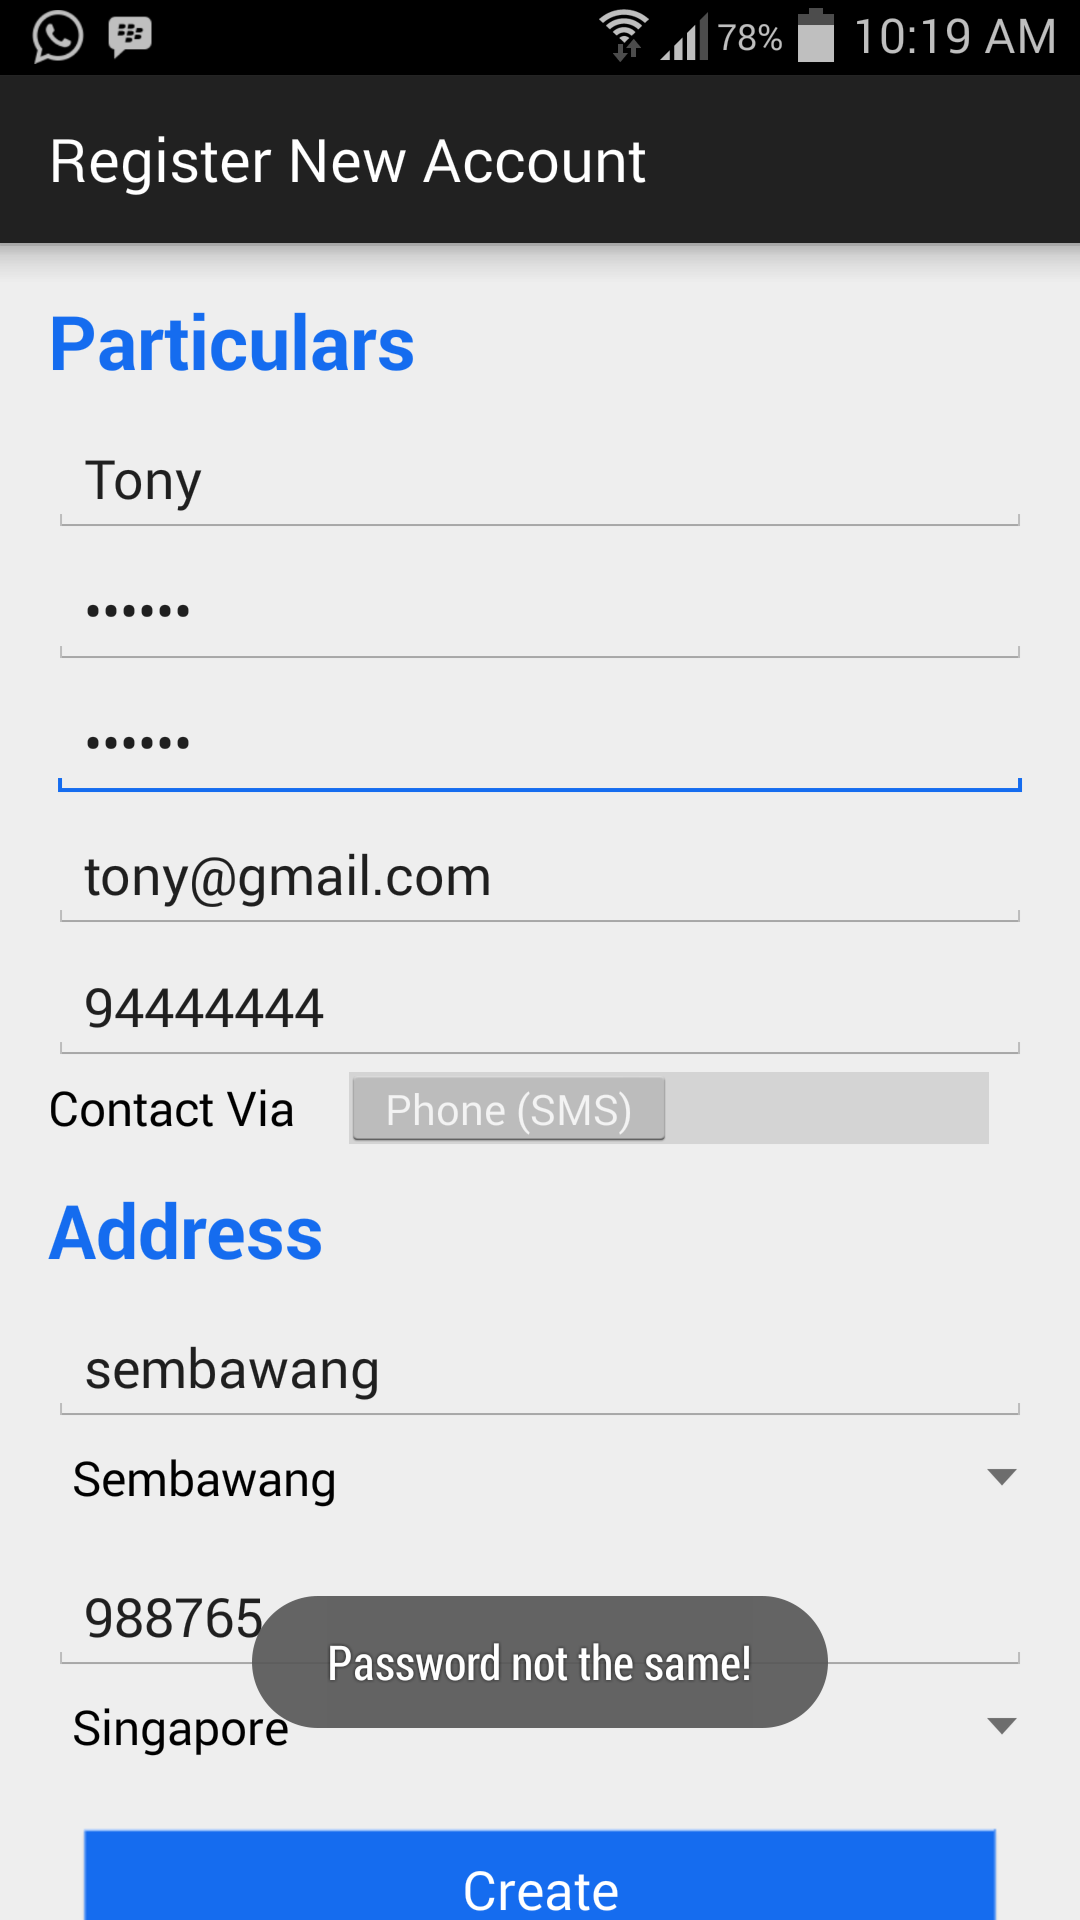 78% 10:19 AM
Register New Account
Particulars
Tony
••••••
••••••
tony@gmail.com
94444444
Contact Via Phone (SMS)
Address
sembawang
Sembawang
988765
Password not the same!
Singapore
Create